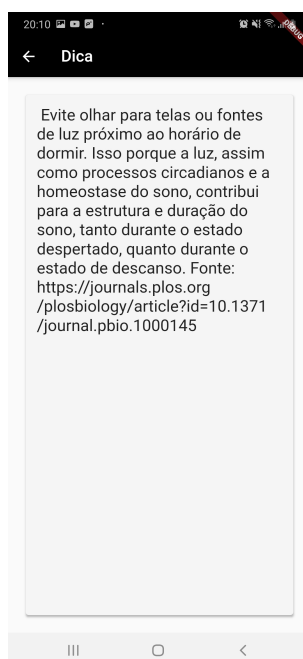 20:10
DEBUG
Dica
Evite olhar para telas ou fontes
de luz próximo ao horário de
dormir. Isso porque a luz, assim
como processos circadianos e a
homeostase do sono, contribui
para a estrutura e duração do
sono, tanto durante o estado
despertado, quanto durante o
estado de descanso. Fonte:
https://journals.plos.org
/plosbiology/article?id=10.1371
/journal.pbio.1000145